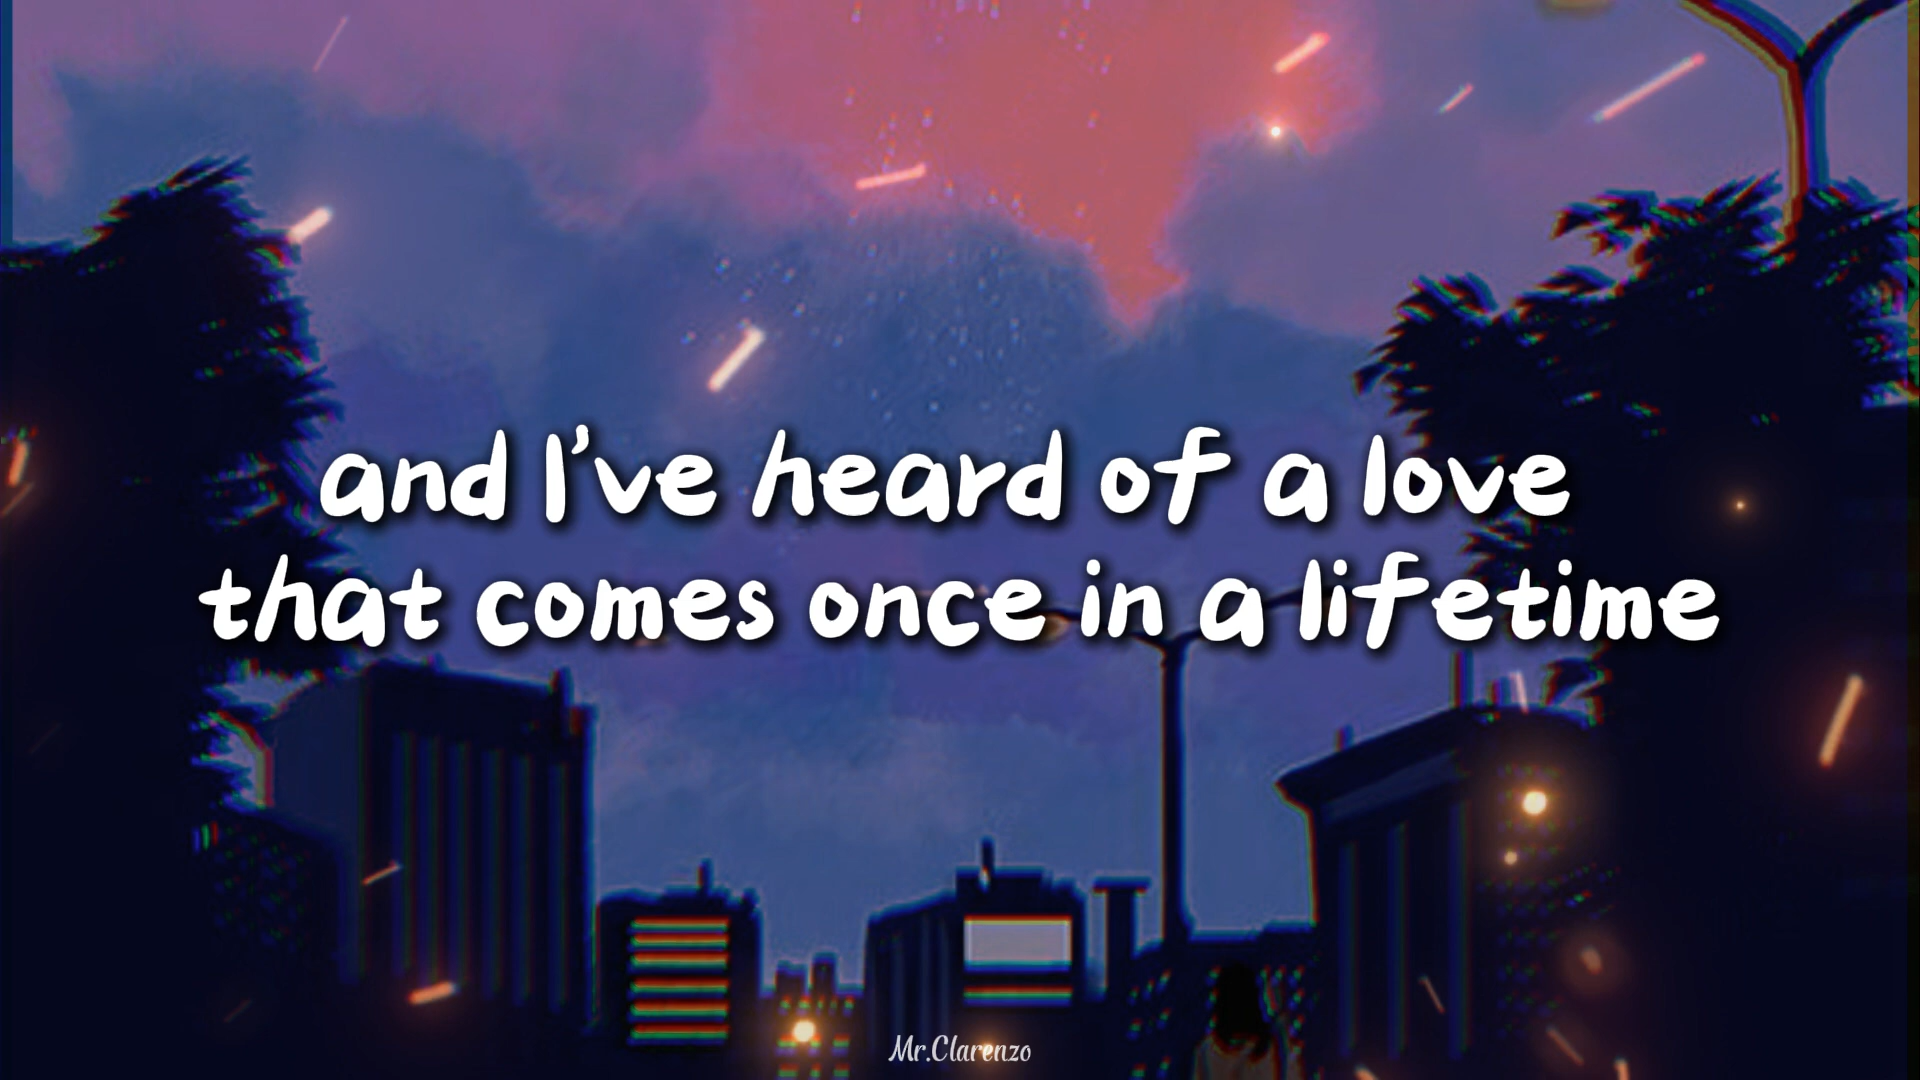 and I've heard of a love
that comes once in a lifetime
Mr.Clarenzo